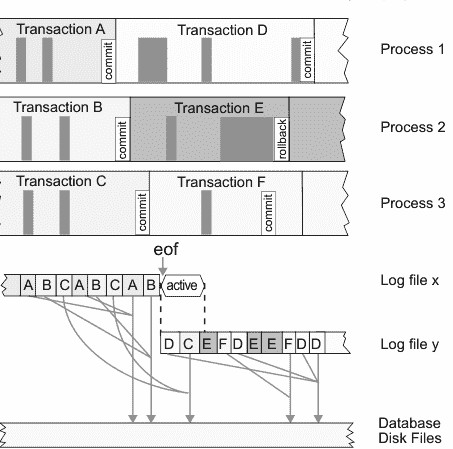 Transaction A
Transaction D
commit
commit
Process 1
Transaction B
Transaction E
commit
rollback
Process 2
Transaction C
Transaction F
commit
commit
Process 3
eof
A B C A B C A B active
Log file x
D C E F D E E F D D
Log file y
Database
Disk Files